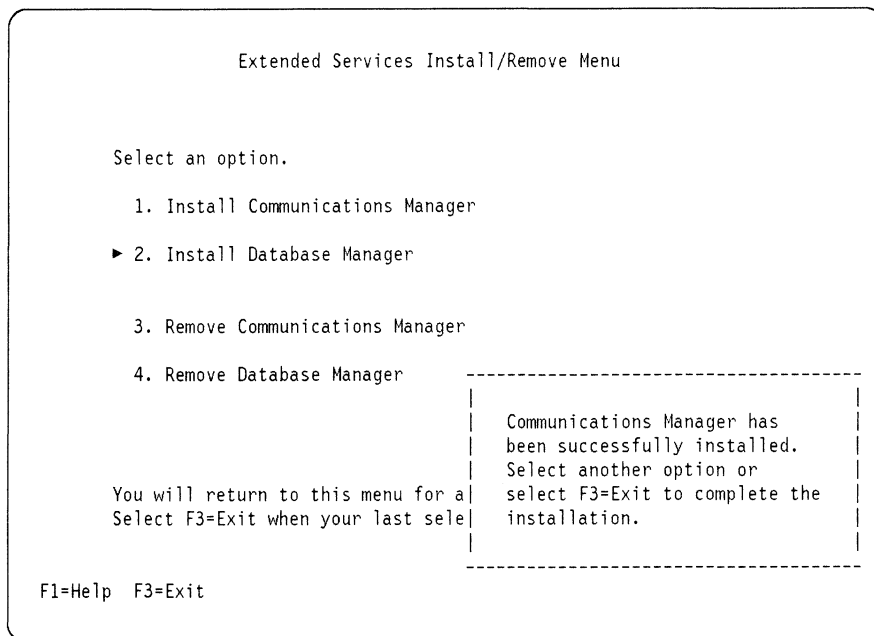 Extended Services Install/Remove Menu
Select an option.
1. Install Communications Manager
► 2. Install Database Manager
3. Remove Communications Manager
4. Remove Database Manager
You will return to this menu for a
Select F3=Exit when your last sele
Communications Manager has
been successfully installed.
Select another option or
select F3=Exit to complete the
installation.
F1=Help F3=Exit